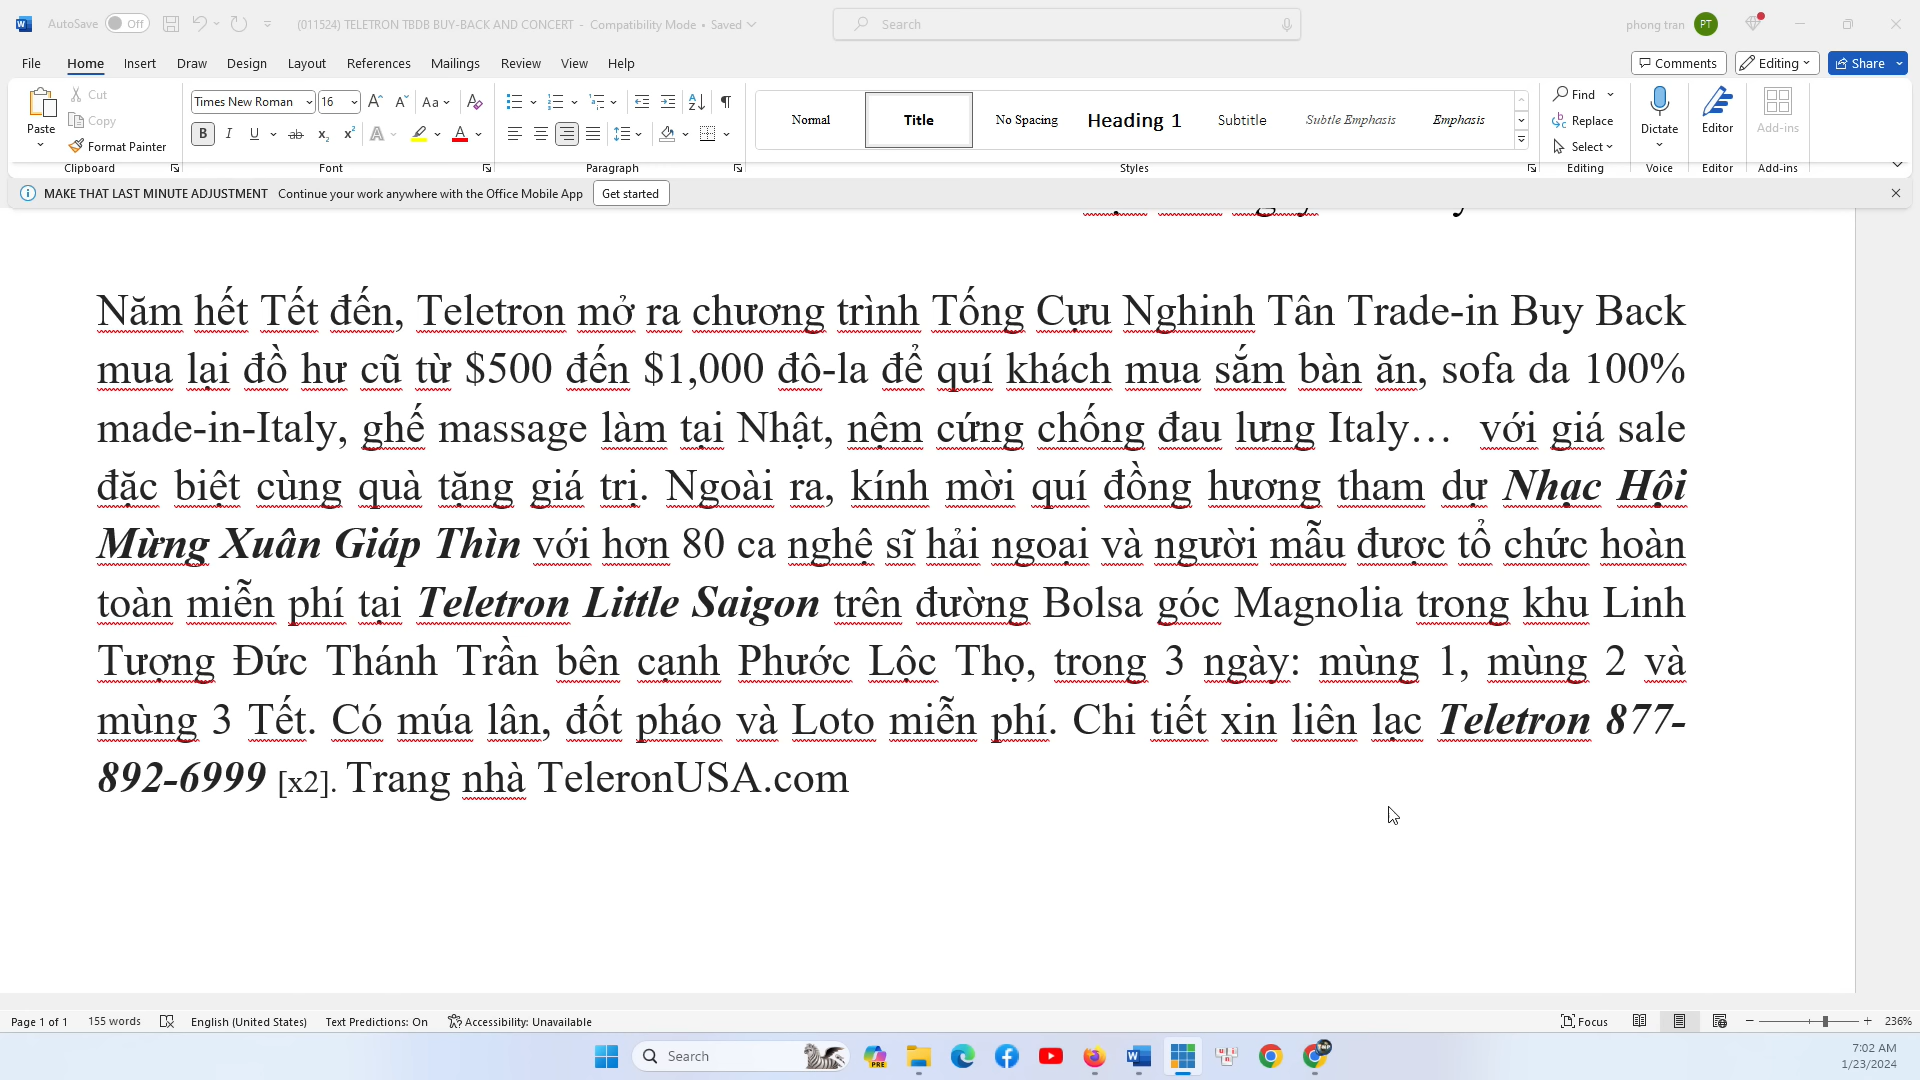 AutoSave Off (011524) TELETRON TBDB BUY-BACK AND CONCERT - Compatibility Mode • Saved Search phong tran PT
File Home Insert Draw Design Layout References Mailings Review View Help Comments Editing Share
Paste Cut Copy Format Painter Clipboard
Times New Roman 16 Aa B I U ab x₂ x² A A Font
Paragraph
Normal Title No Spacing Heading 1 Subtitle Subtle Emphasis Emphasis Styles
Find Replace Select Editing
Dictate Voice
Editor Editor
Add-ins Add-ins
MAKE THAT LAST MINUTE ADJUSTMENT Continue your work anywhere with the Office Mobile App Get started
Năm hết Tết đến, Teletron mở ra chương trình Tống Cựu Nghinh Tân Trade-in Buy Back
mua lại đồ hư cũ từ $500 đến $1,000 đô-la để quí khách mua sắm bàn ăn, sofa da 100%
made-in-Italy, ghế massage làm tại Nhật, nệm cứng chống đau lưng Italy… với giá sale
đặc biệt cùng quà tặng giá trị. Ngoài ra, kính mời quí đồng hương tham dự Nhạc Hội
Mừng Xuân Giáp Thìn với hơn 80 ca nghệ sĩ hải ngoại và người mẫu được tổ chức hoàn
toàn miễn phí tại Teletron Little Saigon trên đường Bolsa góc Magnolia trong khu Linh
Tượng Đức Thánh Trần bên cạnh Phước Lộc Thọ, trong 3 ngày: mùng 1, mùng 2 và
mùng 3 Tết. Có múa lân, đốt pháo và Loto miễn phí. Chi tiết xin liên lạc Teletron 877-
892-6999 [x2]. Trang nhà TeleronUSA.com
Page 1 of 1 155 words English (United States) Text Predictions: On Accessibility: Unavailable Focus 236%
Search PRE 7:02 AM
1/23/2024